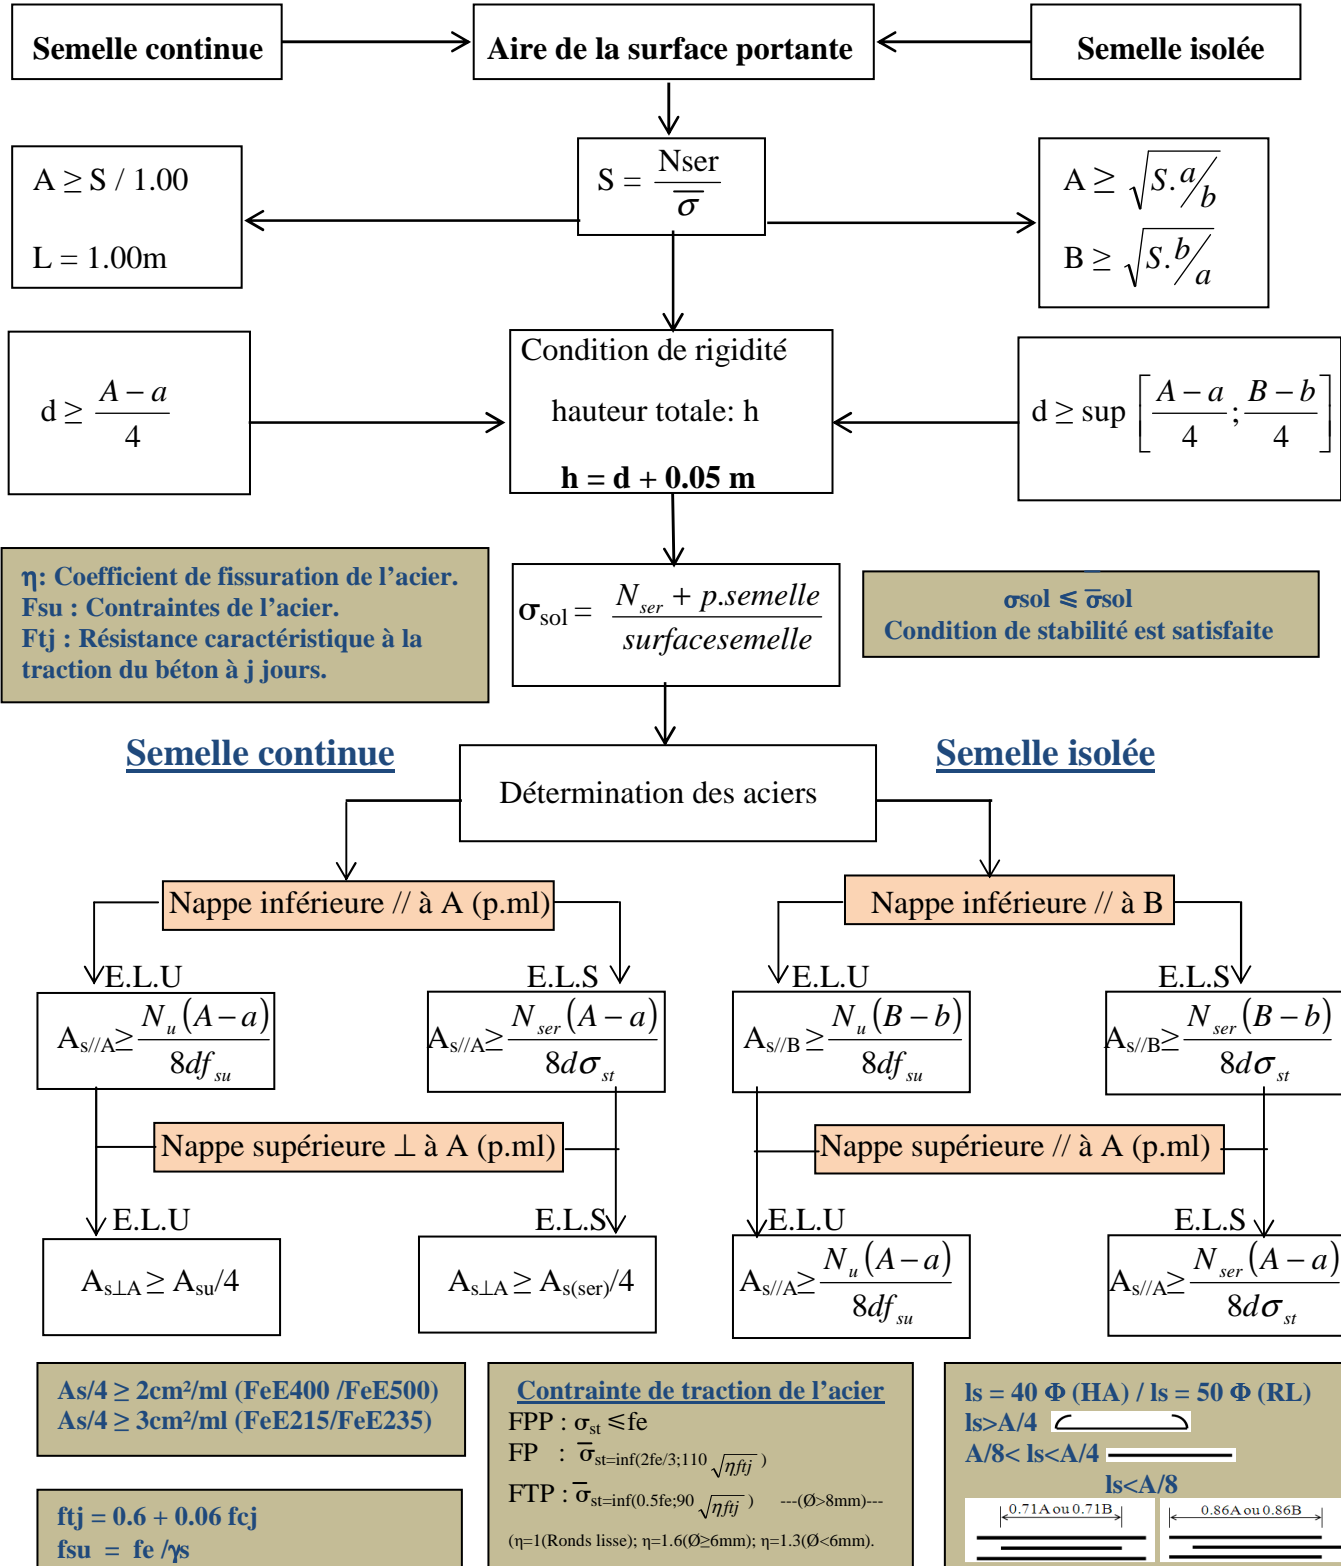 Semelle continue
Aire de la surface portante
Semelle isolée
A ≥ S / 1.00
L = 1.00m
S = Nser / σ̅
A ≥ √(S.a/b)
B ≥ √(S.b/a)
d ≥ (A − a) / 4
Condition de rigidité
hauteur totale: h
h = d + 0.05 m
d ≥ sup [(A − a)/4 ; (B − b)/4]
η: Coefficient de fissuration de l’acier.
Fsu : Contraintes de l’acier.
Ftj : Résistance caractéristique à la
traction du béton à j jours.
σsol = (Nser + p.semelle) / surfacesemelle
σsol ⩽ σ̅sol
Condition de stabilité est satisfaite
Semelle continue
Semelle isolée
Détermination des aciers
Nappe inférieure // à A (p.ml)
Nappe inférieure // à B
E.L.U
E.L.S
E.L.U
E.L.S
As//A≥ Nu(A−a) / 8dfsu
As//A≥ Nser(A−a) / 8dσst
As//B ≥ Nu(B−b) / 8dfsu
As//B≥ Nser(B−b) / 8dσst
Nappe supérieure ⊥ à A (p.ml)
Nappe supérieure // à A (p.ml)
E.L.U
E.L.S
E.L.U
E.L.S
As⊥A ≥ Asu/4
As⊥A ≥ As(ser)/4
As//A≥ Nu(A−a) / 8dfsu
As//A≥ Nser(A−a) / 8dσst
As/4 ≥ 2cm²/ml (FeE400 /FeE500)
As/4 ≥ 3cm²/ml (FeE215/FeE235)
ftj = 0.6 + 0.06 fcj
fsu = fe /γs
Contrainte de traction de l’acier
FPP : σst ⩽fe
FP : σ̅st=inf(2fe/3;110 √ηftj )
FTP : σ̅st=inf(0.5fe;90 √ηftj ) ---(Ø>8mm)---
(η=1(Ronds lisse); η=1.6(Ø≥6mm); η=1.3(Ø<6mm).
ls = 40 Φ (HA) / ls = 50 Φ (RL)
ls>A/4
A/8< ls<A/4
ls<A/8
0.71A ou 0.71B
0.86A ou 0.86B